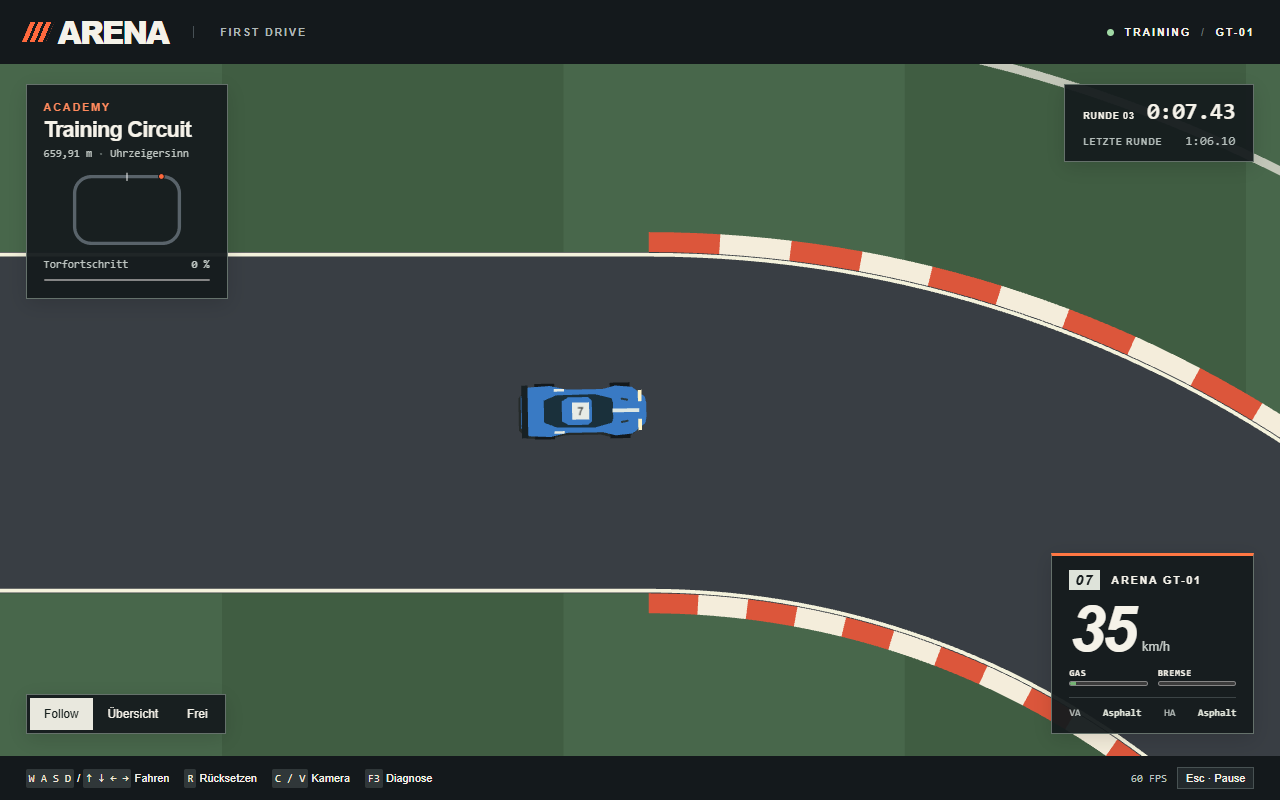 ARENA
FIRST DRIVE
TRAINING / GT-01
ACADEMY
Training Circuit
659,91 m · Uhrzeigersinn
Torfortschritt 0 %
RUNDE 03 0:07.43
LETZTE RUNDE 1:06.10
7
07 ARENA GT-01
35 km/h
GAS BREMSE
VA Asphalt HA Asphalt
Follow Übersicht Frei
W A S D / ↑ ↓ ← → Fahren R Rücksetzen C / V Kamera F3 Diagnose
60 FPS Esc · Pause